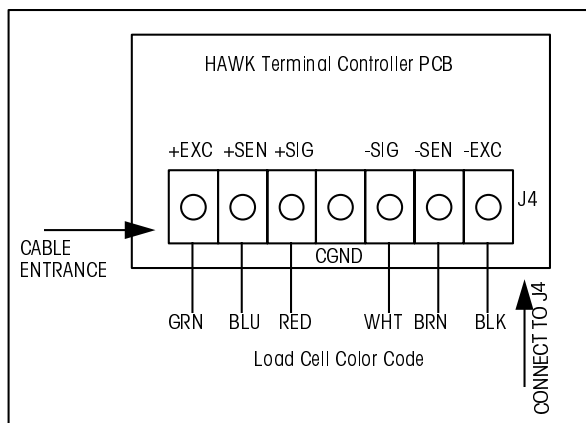 HAWK Terminal Controller PCB
+EXC +SEN +SIG -SIG -SEN -EXC
J4
CGND
CABLE
ENTRANCE
GRN BLU RED WHT BRN BLK
Load Cell Color Code
CONNECT TO J4